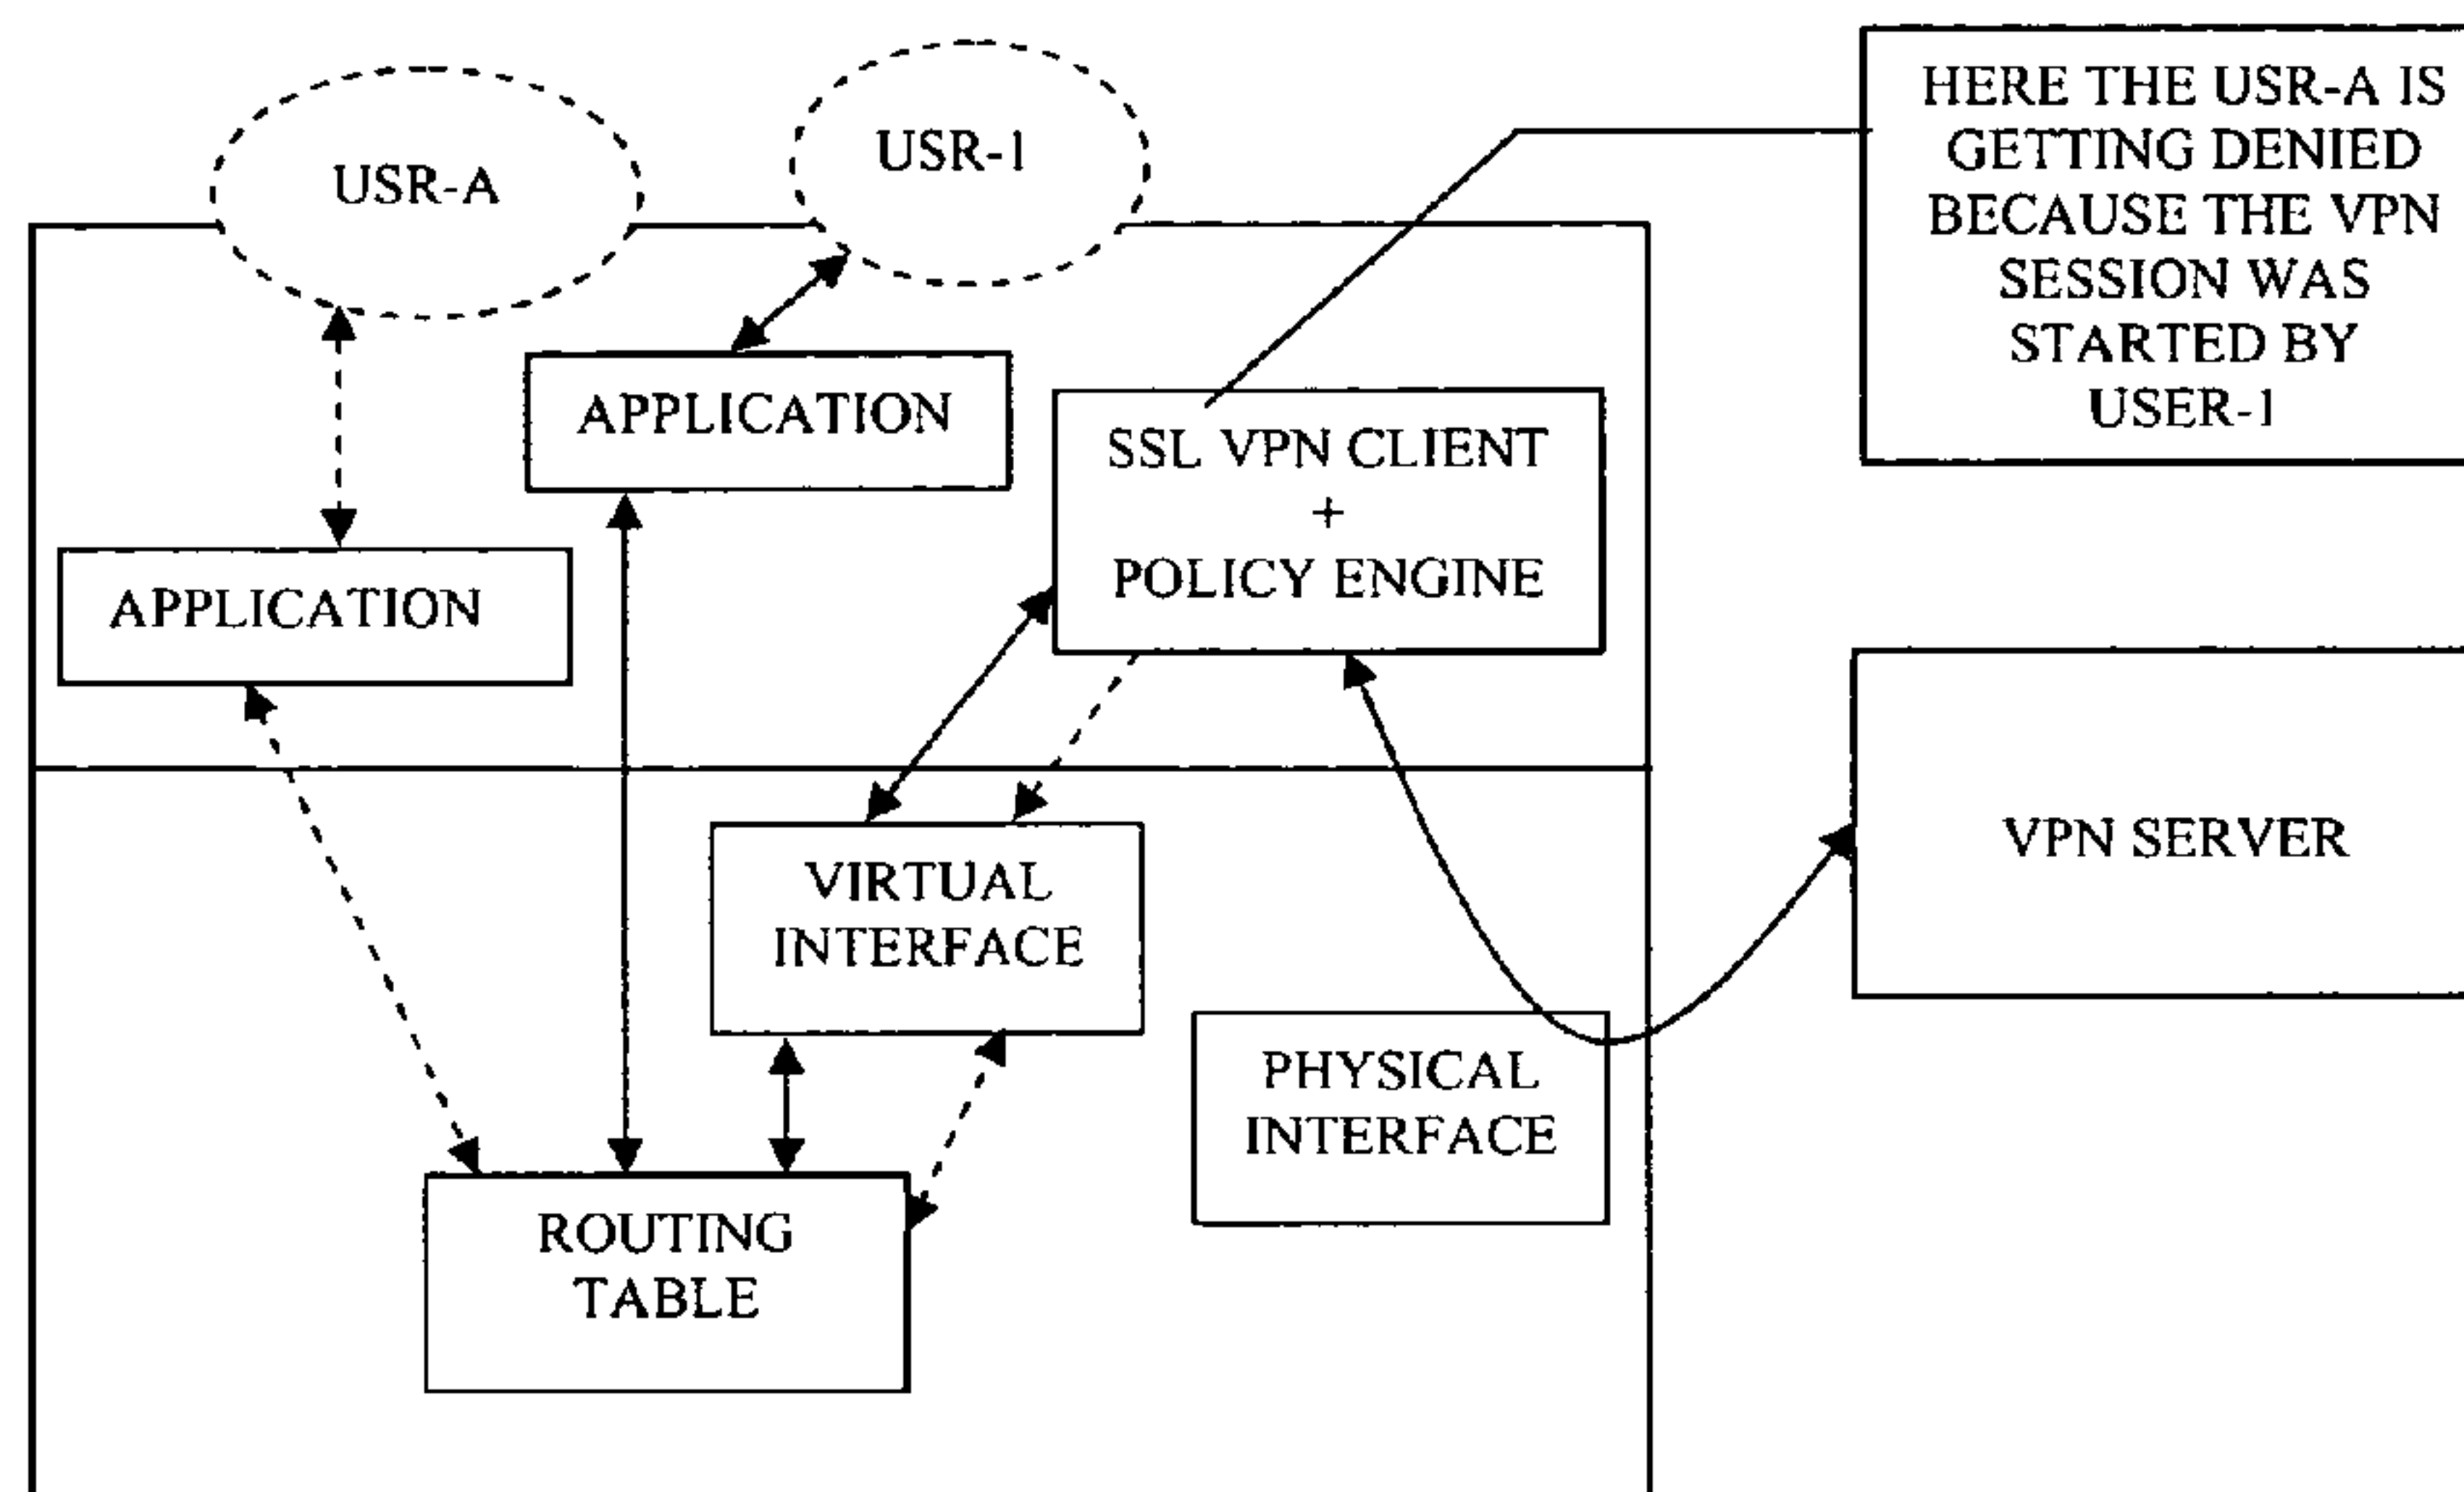 USR-A
USR-1
HERE THE USR-A IS
GETTING DENIED
BECAUSE THE VPN
SESSION WAS
STARTED BY
USER-1
APPLICATION
SSL VPN CLIENT
+
POLICY ENGINE
APPLICATION
VPN SERVER
VIRTUAL
INTERFACE
PHYSICAL
INTERFACE
ROUTING
TABLE